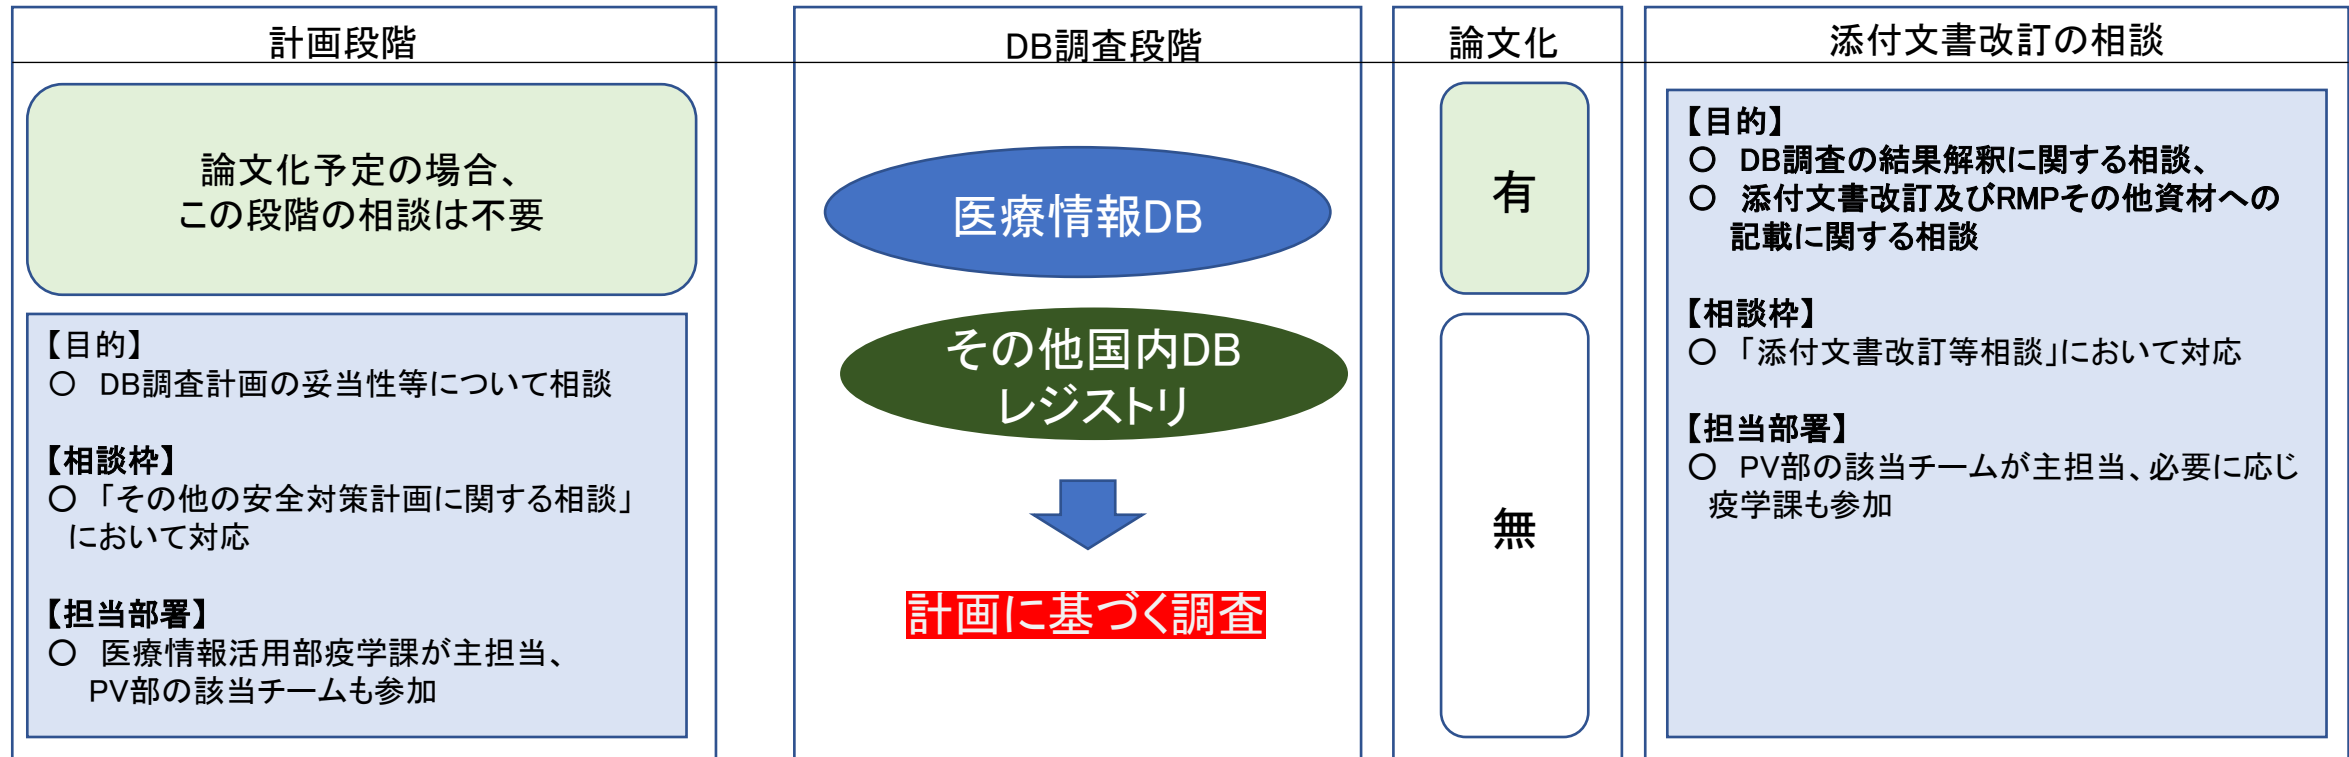 計画段階
論文化予定の場合、
この段階の相談は不要
【目的】
○ DB調査計画の妥当性等について相談
【相談枠】
○ 「その他の安全対策計画に関する相談」
において対応
【担当部署】
○ 医療情報活用部疫学課が主担当、
PV部の該当チームも参加
DB調査段階
医療情報DB
その他国内DB
レジストリ
計画に基づく調査
論文化
有
無
添付文書改訂の相談
【目的】
○ DB調査の結果解釈に関する相談、
○ 添付文書改訂及びRMPその他資材への
記載に関する相談
【相談枠】
○ 「添付文書改訂等相談」において対応
【担当部署】
○ PV部の該当チームが主担当、必要に応じ
疫学課も参加